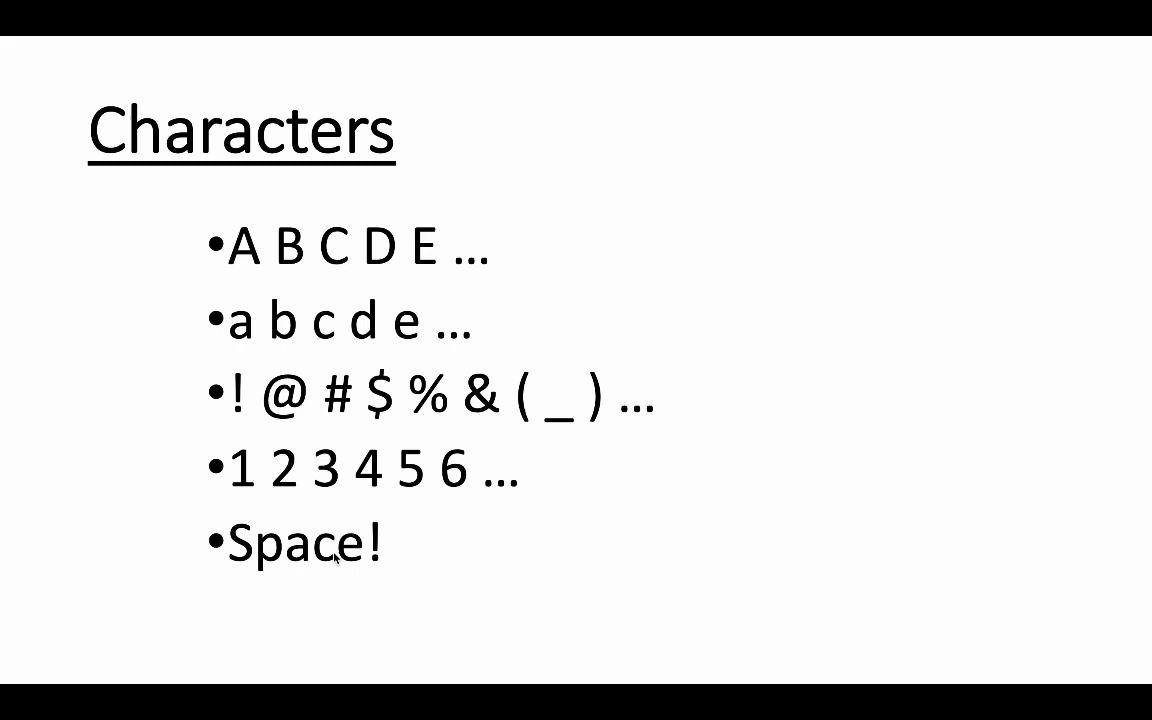 Characters
•A B C D E …
•a b c d e …
•! @ # $ % & ( _ ) …
•1 2 3 4 5 6 …
•Space!